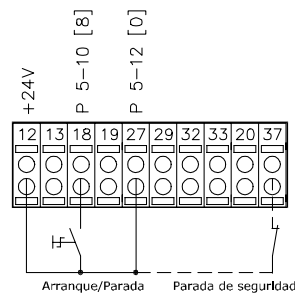 +24V
P 5-10 [8]
P 5-12 [0]
12 13 18 19 27 29 32 33 20 37
Arranque/Parada
Parada de seguridad